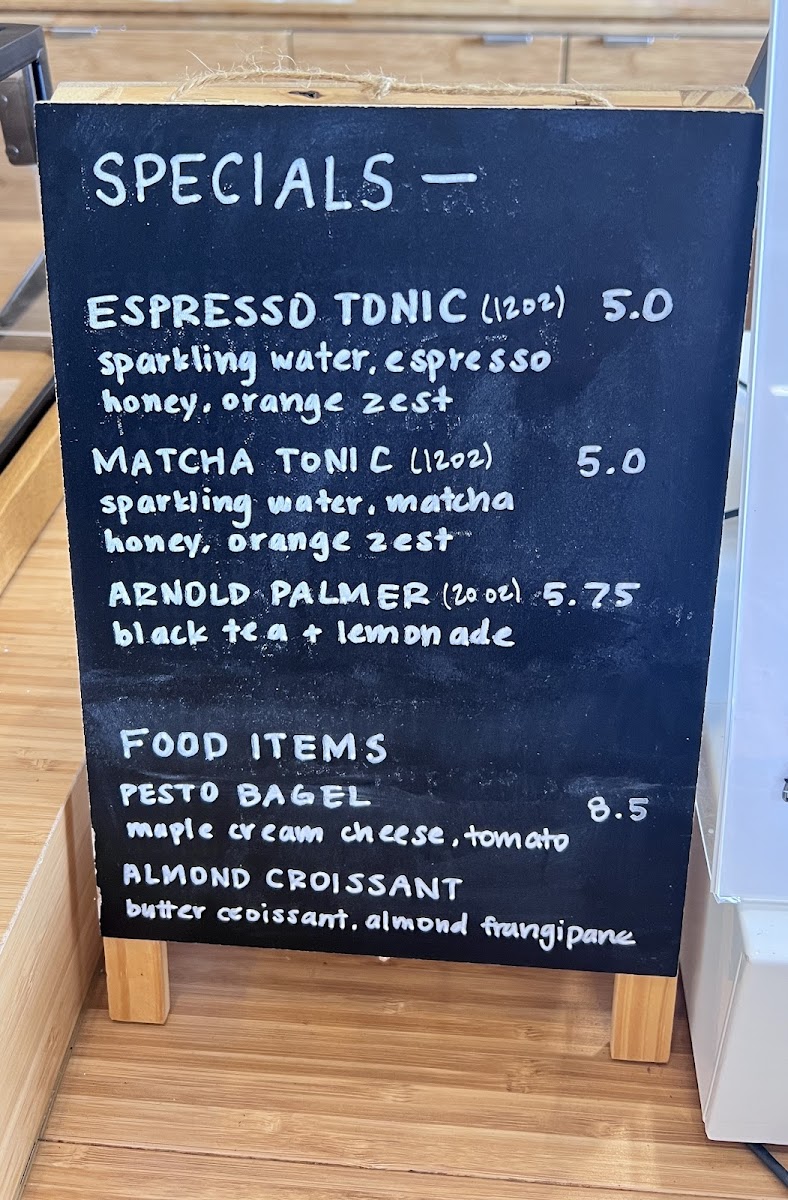 SPECIALS —
ESPRESSO TONIC (12oz) 5.0
sparkling water, espresso
honey, orange zest
MATCHA TONIC (12oz) 5.0
sparkling water, matcha
honey, orange zest
ARNOLD PALMER (20oz) 5.75
black tea + lemonade
FOOD ITEMS
PESTO BAGEL 8.5
maple cream cheese, tomato
ALMOND CROISSANT
butter croissant, almond frangipane